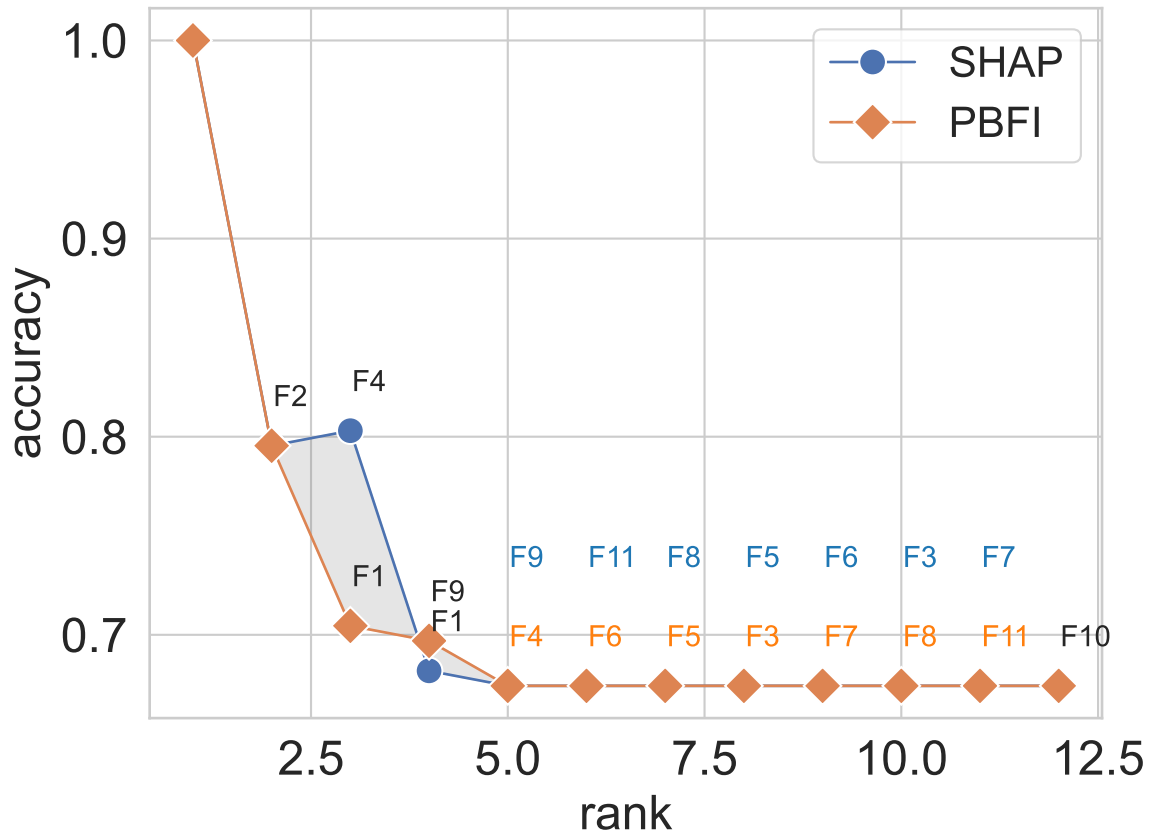 1.0
0.9
0.8
0.7
accuracy
SHAP
PBFI
F2
F4
F1
F9
F1
F9 F11 F8 F5 F6 F3 F7
F4 F6 F5 F3 F7 F8 F11 F10
2.5 5.0 7.5 10.0 12.5
rank